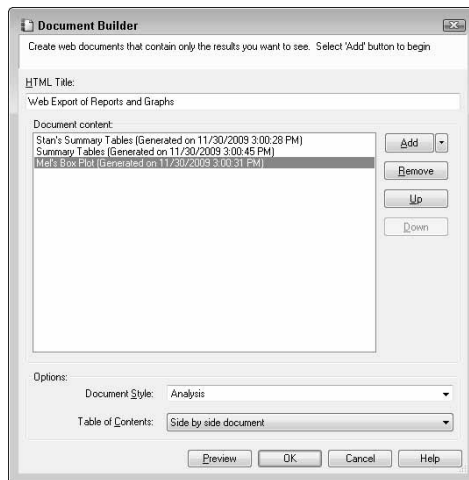 Document Builder
Create web documents that contain only the results you want to see. Select 'Add' button to begin
HTML Title:
Web Export of Reports and Graphs
Document content:
Stan's Summary Tables (Generated on 11/30/2009 3:00:28 PM)
Summary Tables (Generated on 11/30/2009 3:00:45 PM)
Mel's Box Plot (Generated on 11/30/2009 3:00:31 PM)
Add
Remove
Up
Down
Options:
Document Style: Analysis
Table of Contents: Side by side document
Preview OK Cancel Help